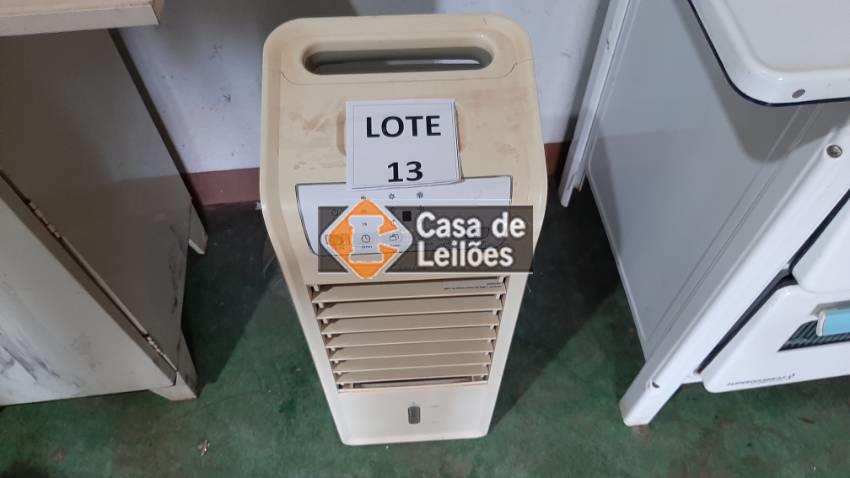 LOTE
13
Casa de
Leilões